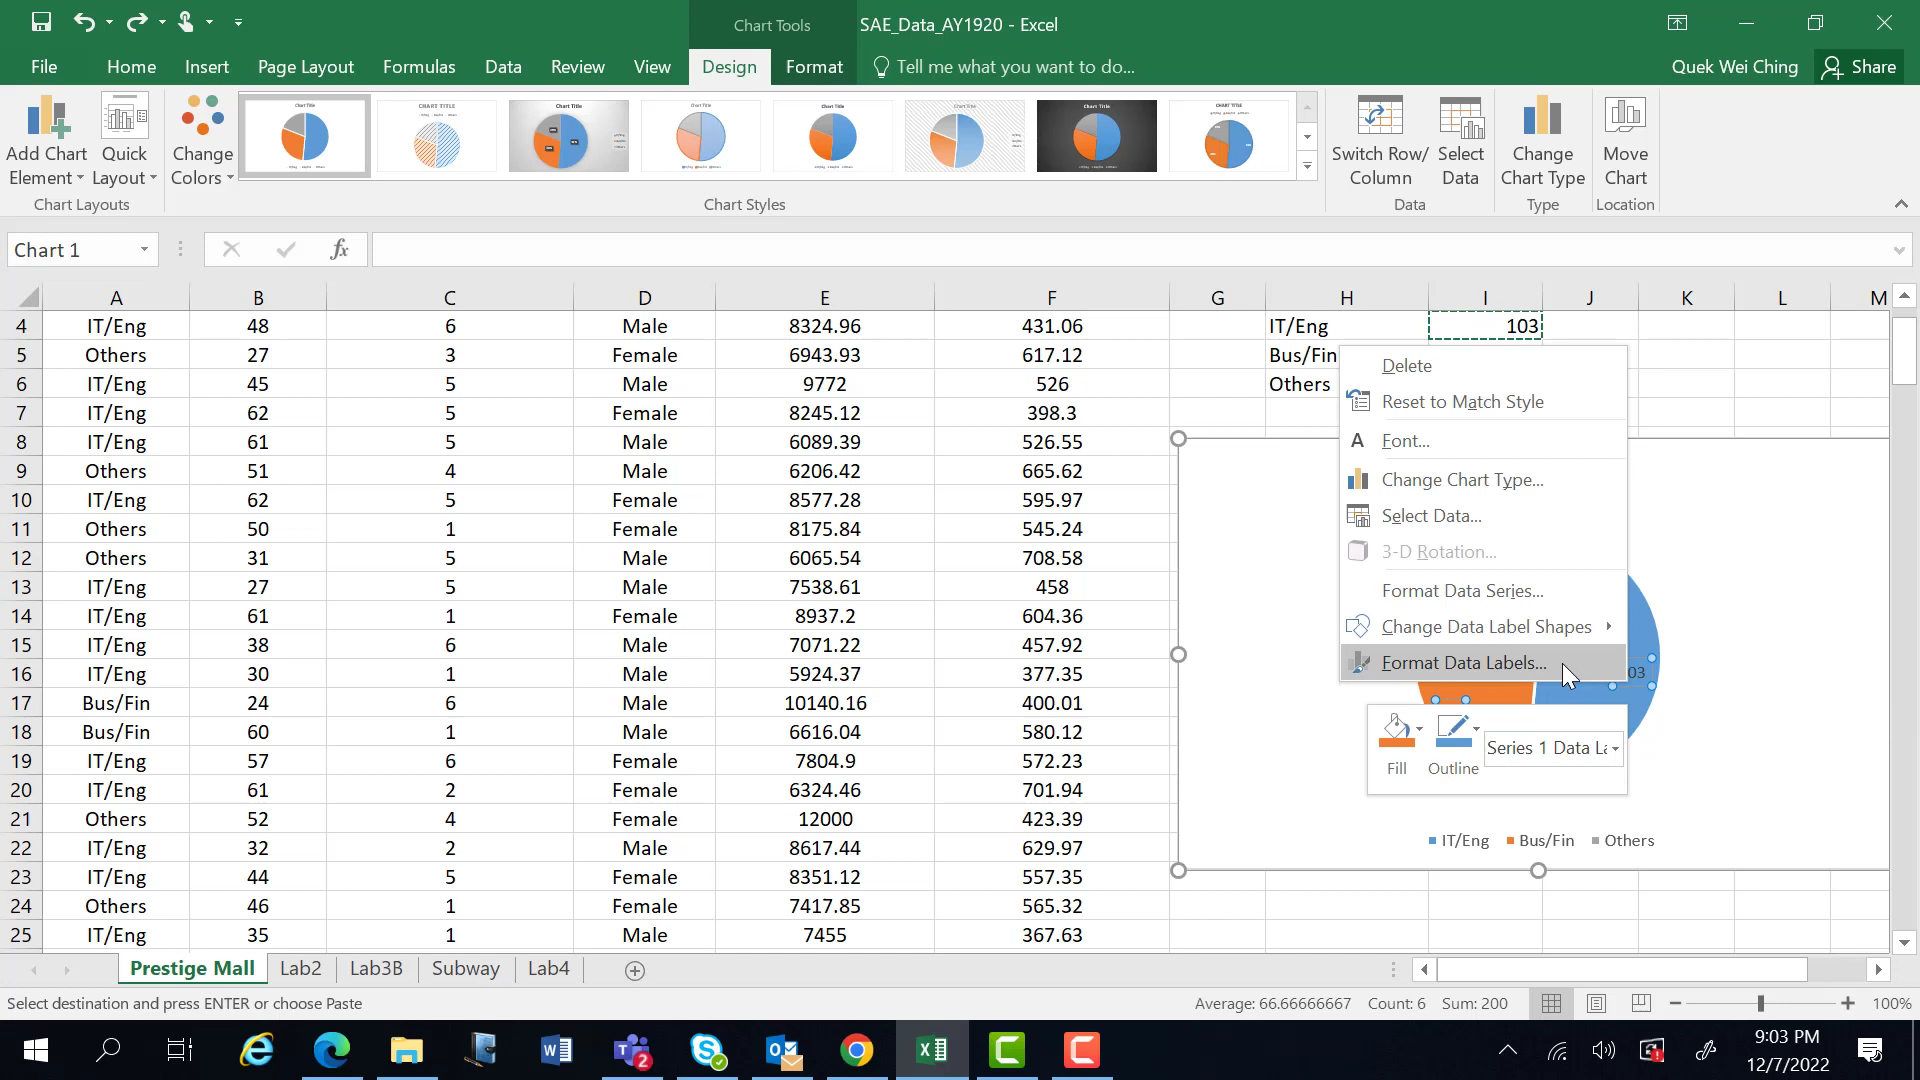 Chart Tools
SAE_Data_AY1920 - Excel
File Home Insert Page Layout Formulas Data Review View Design Format Tell me what you want to do... Quek Wei Ching Share
Add Chart Element
Quick Layout
Change Colors
Switch Row/Column
Select Data
Change Chart Type
Move Chart
Chart Layouts Chart Styles Data Type Location
Chart 1
fx
A B C D E F G H I J K L M
4 IT/Eng 48 6 Male 8324.96 431.06 IT/Eng 103
5 Others 27 3 Female 6943.93 617.12 Bus/Fin
6 IT/Eng 45 5 Male 9772 526 Others
7 IT/Eng 62 5 Female 8245.12 398.3
8 IT/Eng 61 5 Male 6089.39 526.55
9 Others 51 4 Male 6206.42 665.62
10 IT/Eng 62 5 Female 8577.28 595.97
11 Others 50 1 Female 8175.84 545.24
12 Others 31 5 Male 6065.54 708.58
13 IT/Eng 27 5 Male 7538.61 458
14 IT/Eng 61 1 Female 8937.2 604.36
15 IT/Eng 38 6 Male 7071.22 457.92
16 IT/Eng 30 1 Male 5924.37 377.35
17 Bus/Fin 24 6 Male 10140.16 400.01
18 Bus/Fin 60 1 Male 6616.04 580.12
19 IT/Eng 57 6 Female 7804.9 572.23
20 IT/Eng 61 2 Female 6324.46 701.94
21 Others 52 4 Female 12000 423.39
22 IT/Eng 32 2 Male 8617.44 629.97
23 IT/Eng 44 5 Female 8351.12 557.35
24 Others 46 1 Female 7417.85 565.32
25 IT/Eng 35 1 Male 7455 367.63
Delete
Reset to Match Style
Font...
Change Chart Type...
Select Data...
3-D Rotation...
Format Data Series...
Change Data Label Shapes
Format Data Labels...
03
Fill Outline Series 1 Data La
IT/Eng Bus/Fin Others
Prestige Mall Lab2 Lab3B Subway Lab4
Select destination and press ENTER or choose Paste Average: 66.66666667 Count: 6 Sum: 200 100%
9:03 PM
12/7/2022